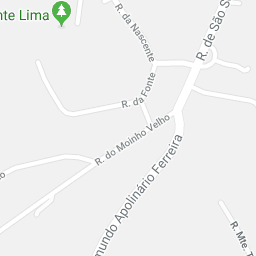 nte Lima
R. da Nascente
R. de São S
R. da Fonte
R. do Moinho Velho
mundo Apolinário Ferreira
o
R. Mte. T